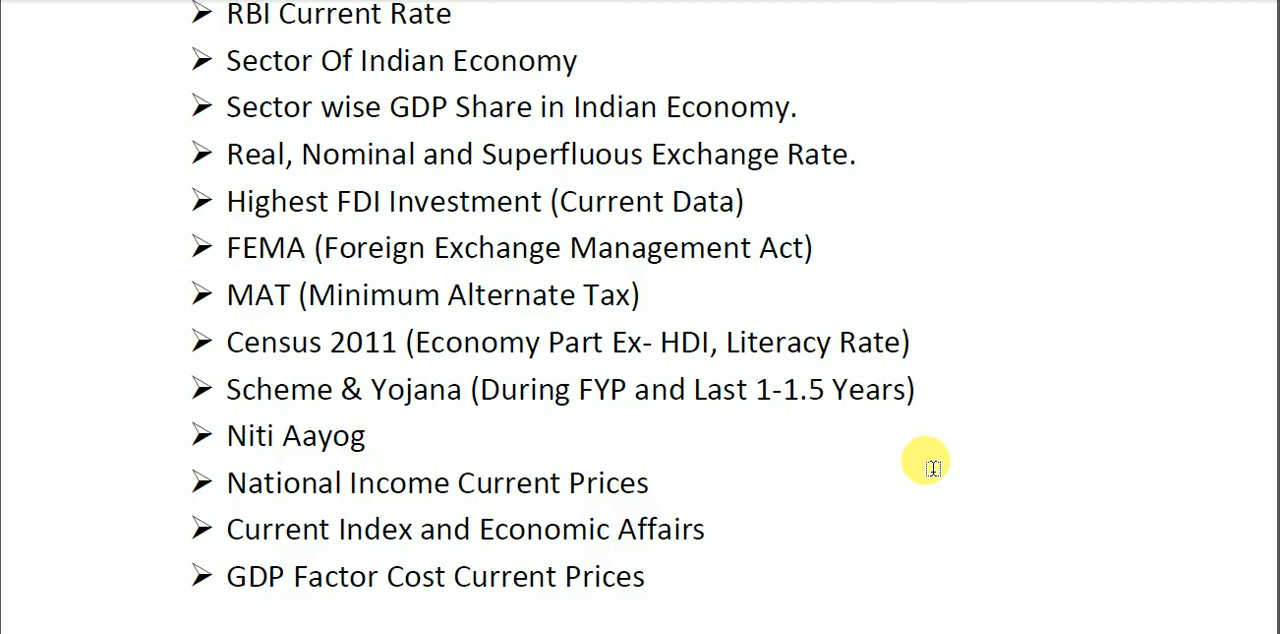 ➢ RBI Current Rate
➢ Sector Of Indian Economy
➢ Sector wise GDP Share in Indian Economy.
➢ Real, Nominal and Superfluous Exchange Rate.
➢ Highest FDI Investment (Current Data)
➢ FEMA (Foreign Exchange Management Act)
➢ MAT (Minimum Alternate Tax)
➢ Census 2011 (Economy Part Ex- HDI, Literacy Rate)
➢ Scheme & Yojana (During FYP and Last 1-1.5 Years)
➢ Niti Aayog
➢ National Income Current Prices
➢ Current Index and Economic Affairs
➢ GDP Factor Cost Current Prices